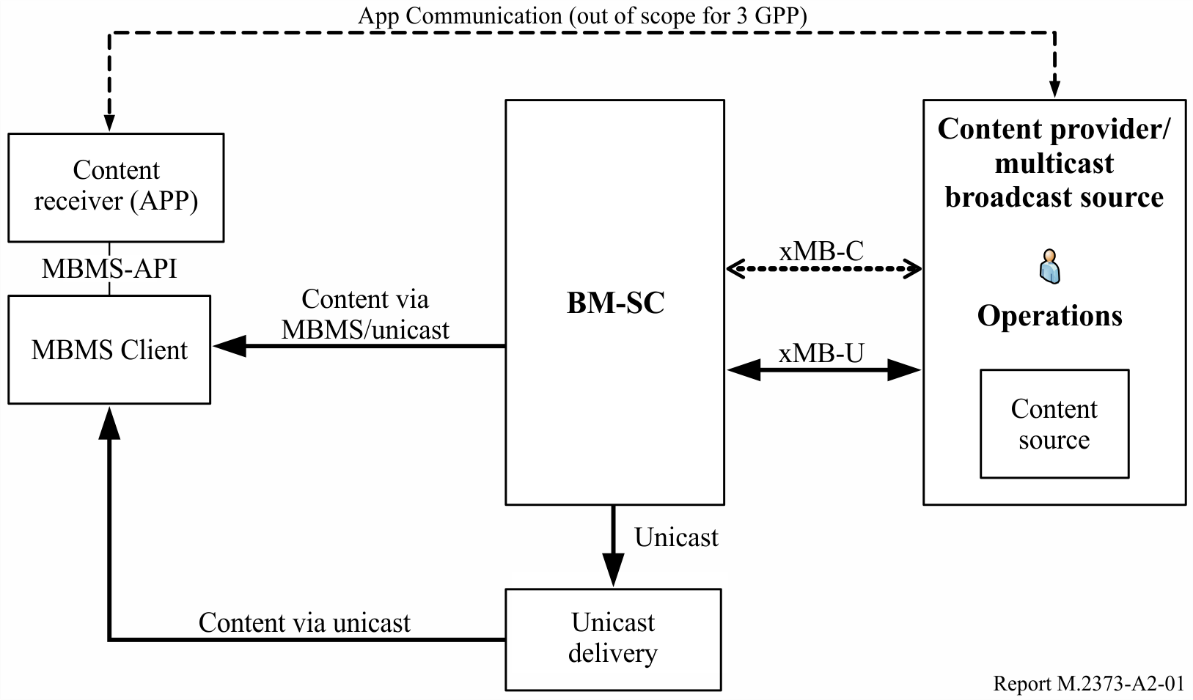 App Communication (out of scope for 3 GPP)
Content
receiver (APP)
MBMS-API
MBMS Client
Content via
MBMS/unicast
BM-SC
xMB-C
xMB-U
Content provider/
multicast
broadcast source
Operations
Content
source
Unicast
Content via unicast
Unicast
delivery
Report M.2373-A2-01